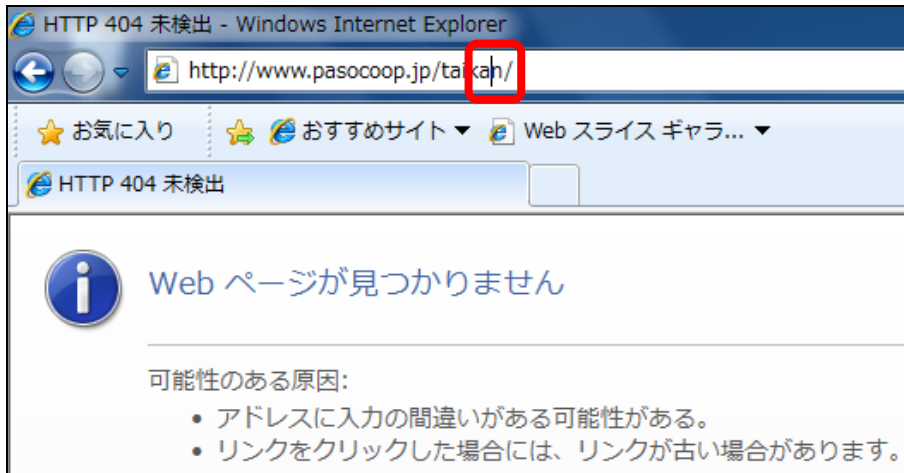 HTTP 404 未検出 - Windows Internet Explorer
http://www.pasocoop.jp/taikan/
お気に入り おすすめサイト ▼ Web スライス ギャラ... ▼
HTTP 404 未検出
Web ページが見つかりません
可能性のある原因:
• アドレスに入力の間違いがある可能性がある。
• リンクをクリックした場合には、リンクが古い場合があります。